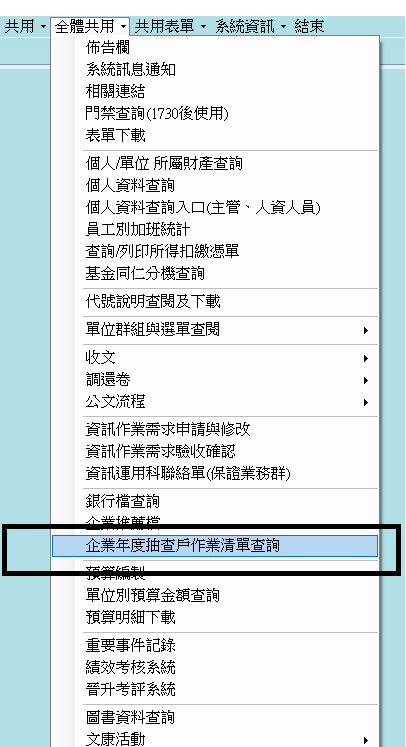 共用 全體共用 共用表單 系統資訊 結束
佈告欄
系統訊息通知
相關連結
門禁查詢(1730後使用)
表單下載
個人/單位 所屬財產查詢
個人資料查詢
個人資料查詢入口(主管、人資人員)
員工別加班統計
查詢/列印所得扣繳憑單
基金同仁分機查詢
代號說明查閱及下載
單位群組與選單查閱
收文
調還卷
公文流程
資訊作業需求申請與修改
資訊作業需求驗收確認
資訊運用科聯絡單(保證業務群)
銀行檔查詢
企業推薦檔
企業年度抽查戶作業清單查詢
預算編製
單位別預算金額查詢
預算明細下載
重要事件記錄
績效考核系統
晉升考評系統
圖書資料查詢
文康活動